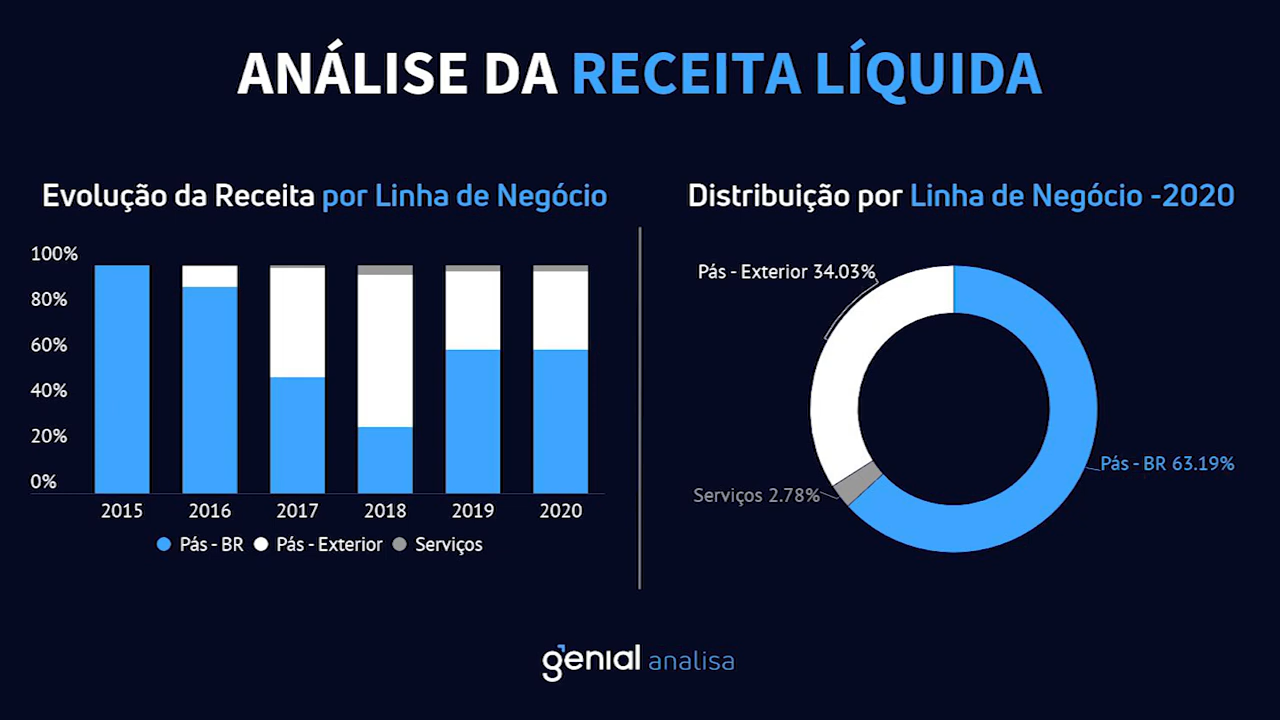 ANÁLISE DA RECEITA LÍQUIDA
Evolução da Receita por Linha de Negócio
100%
80%
60%
40%
20%
0%
2015 2016 2017 2018 2019 2020
Pás - BR Pás - Exterior Serviços
Distribuição por Linha de Negócio -2020
Pás - Exterior 34.03%
Pás - BR 63.19%
Serviços 2.78%
genial analisa